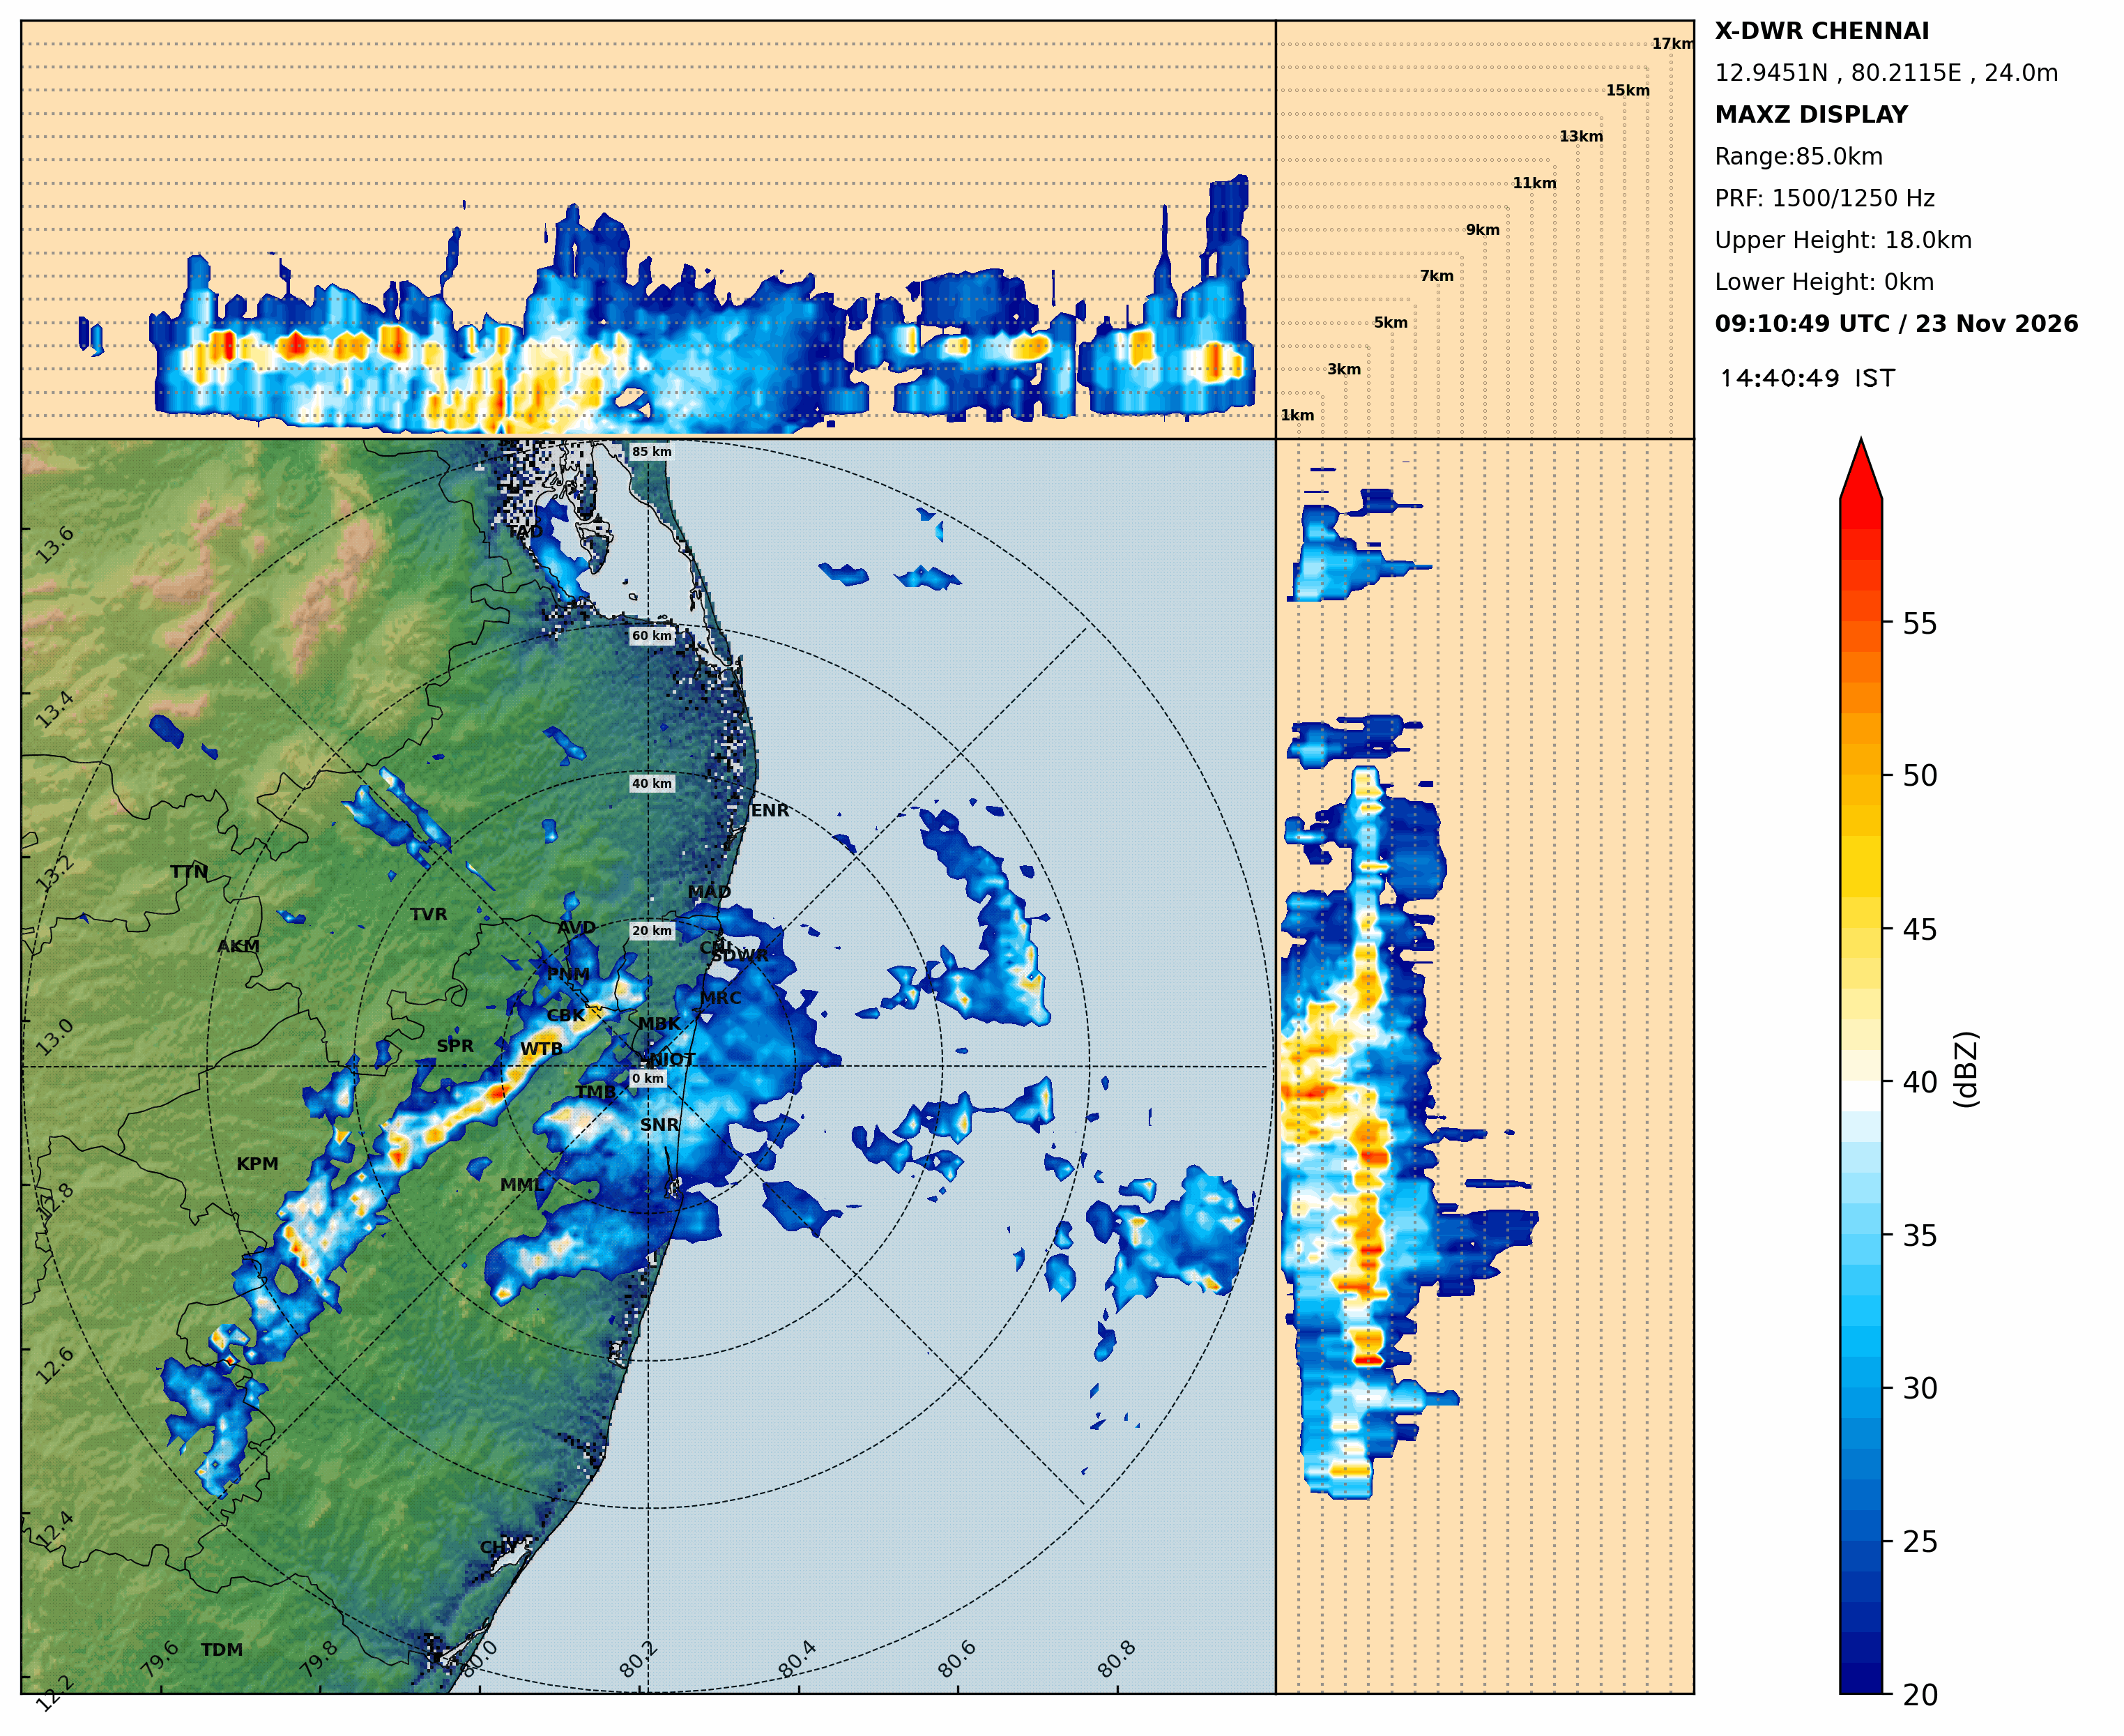 X-DWR CHENNAI
12.9451N , 80.2115E , 24.0m
MAXZ DISPLAY
Range:85.0km
PRF: 1500/1250 Hz
Upper Height: 18.0km
Lower Height: 0km
09:10:49 UTC / 23 Nov 2026
14:40:49 IST
17km
15km
13km
11km
9km
7km
5km
3km
1km
85 km
60 km
40 km
20 km
0 km
TAD
ENR
TTN
MAD
TVR
AVD
AKM
CNI
SDWR
PNM
MRC
CBK
MBK
SPR
WTB
NIOT
TMB
SNR
KPM
MML
CHY
TDM
13.6
13.4
13.2
13.0
12.8
12.6
12.4
12.2
79.6
79.8
80.0
80.2
80.4
80.6
80.8
55
50
45
40
35
30
25
20
(dBZ)